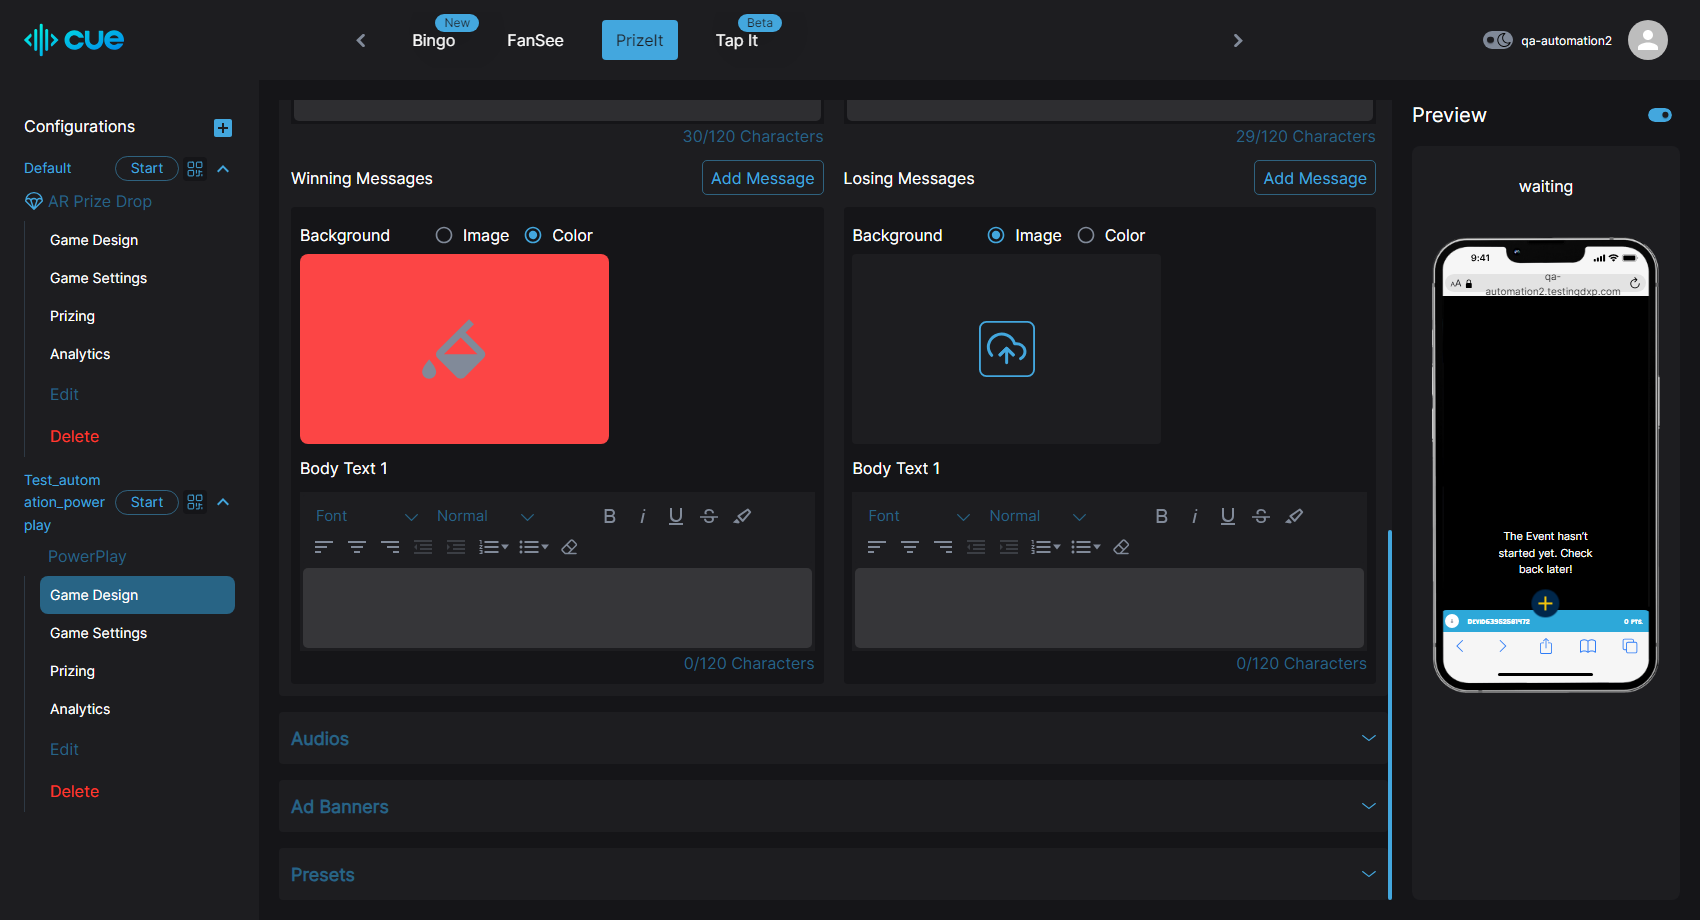 cue
New
Bingo
FanSee
PrizeIt
Beta
Tap It
qa-automation2
Configurations
Default
Start
AR Prize Drop
Game Design
Game Settings
Prizing
Analytics
Edit
Delete
Test_autom
ation_power
play
Start
PowerPlay
Game Design
Game Settings
Prizing
Analytics
Edit
Delete
30/120 Characters
29/120 Characters
Winning Messages
Add Message
Losing Messages
Add Message
Background
Image
Color
Background
Image
Color
Body Text 1
Body Text 1
Font
Normal
B
i
U
S
Font
Normal
B
i
U
S
0/120 Characters
0/120 Characters
Audios
Ad Banners
Presets
Preview
waiting
9:41
AA
qa-
automation2.testingdxp.com
The Event hasn't
started yet. Check
back later!
0 PTS.